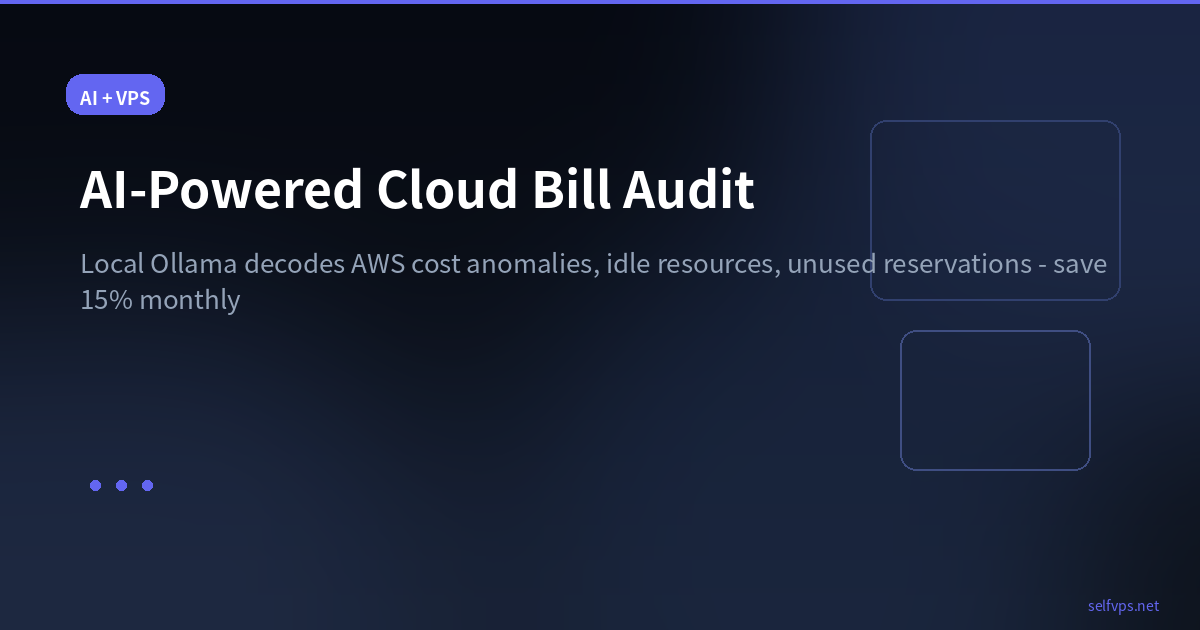 AI + VPS
AI-Powered Cloud Bill Audit
Local Ollama decodes AWS cost anomalies, idle resources, unused reservations - save
15% monthly
selfvps.net